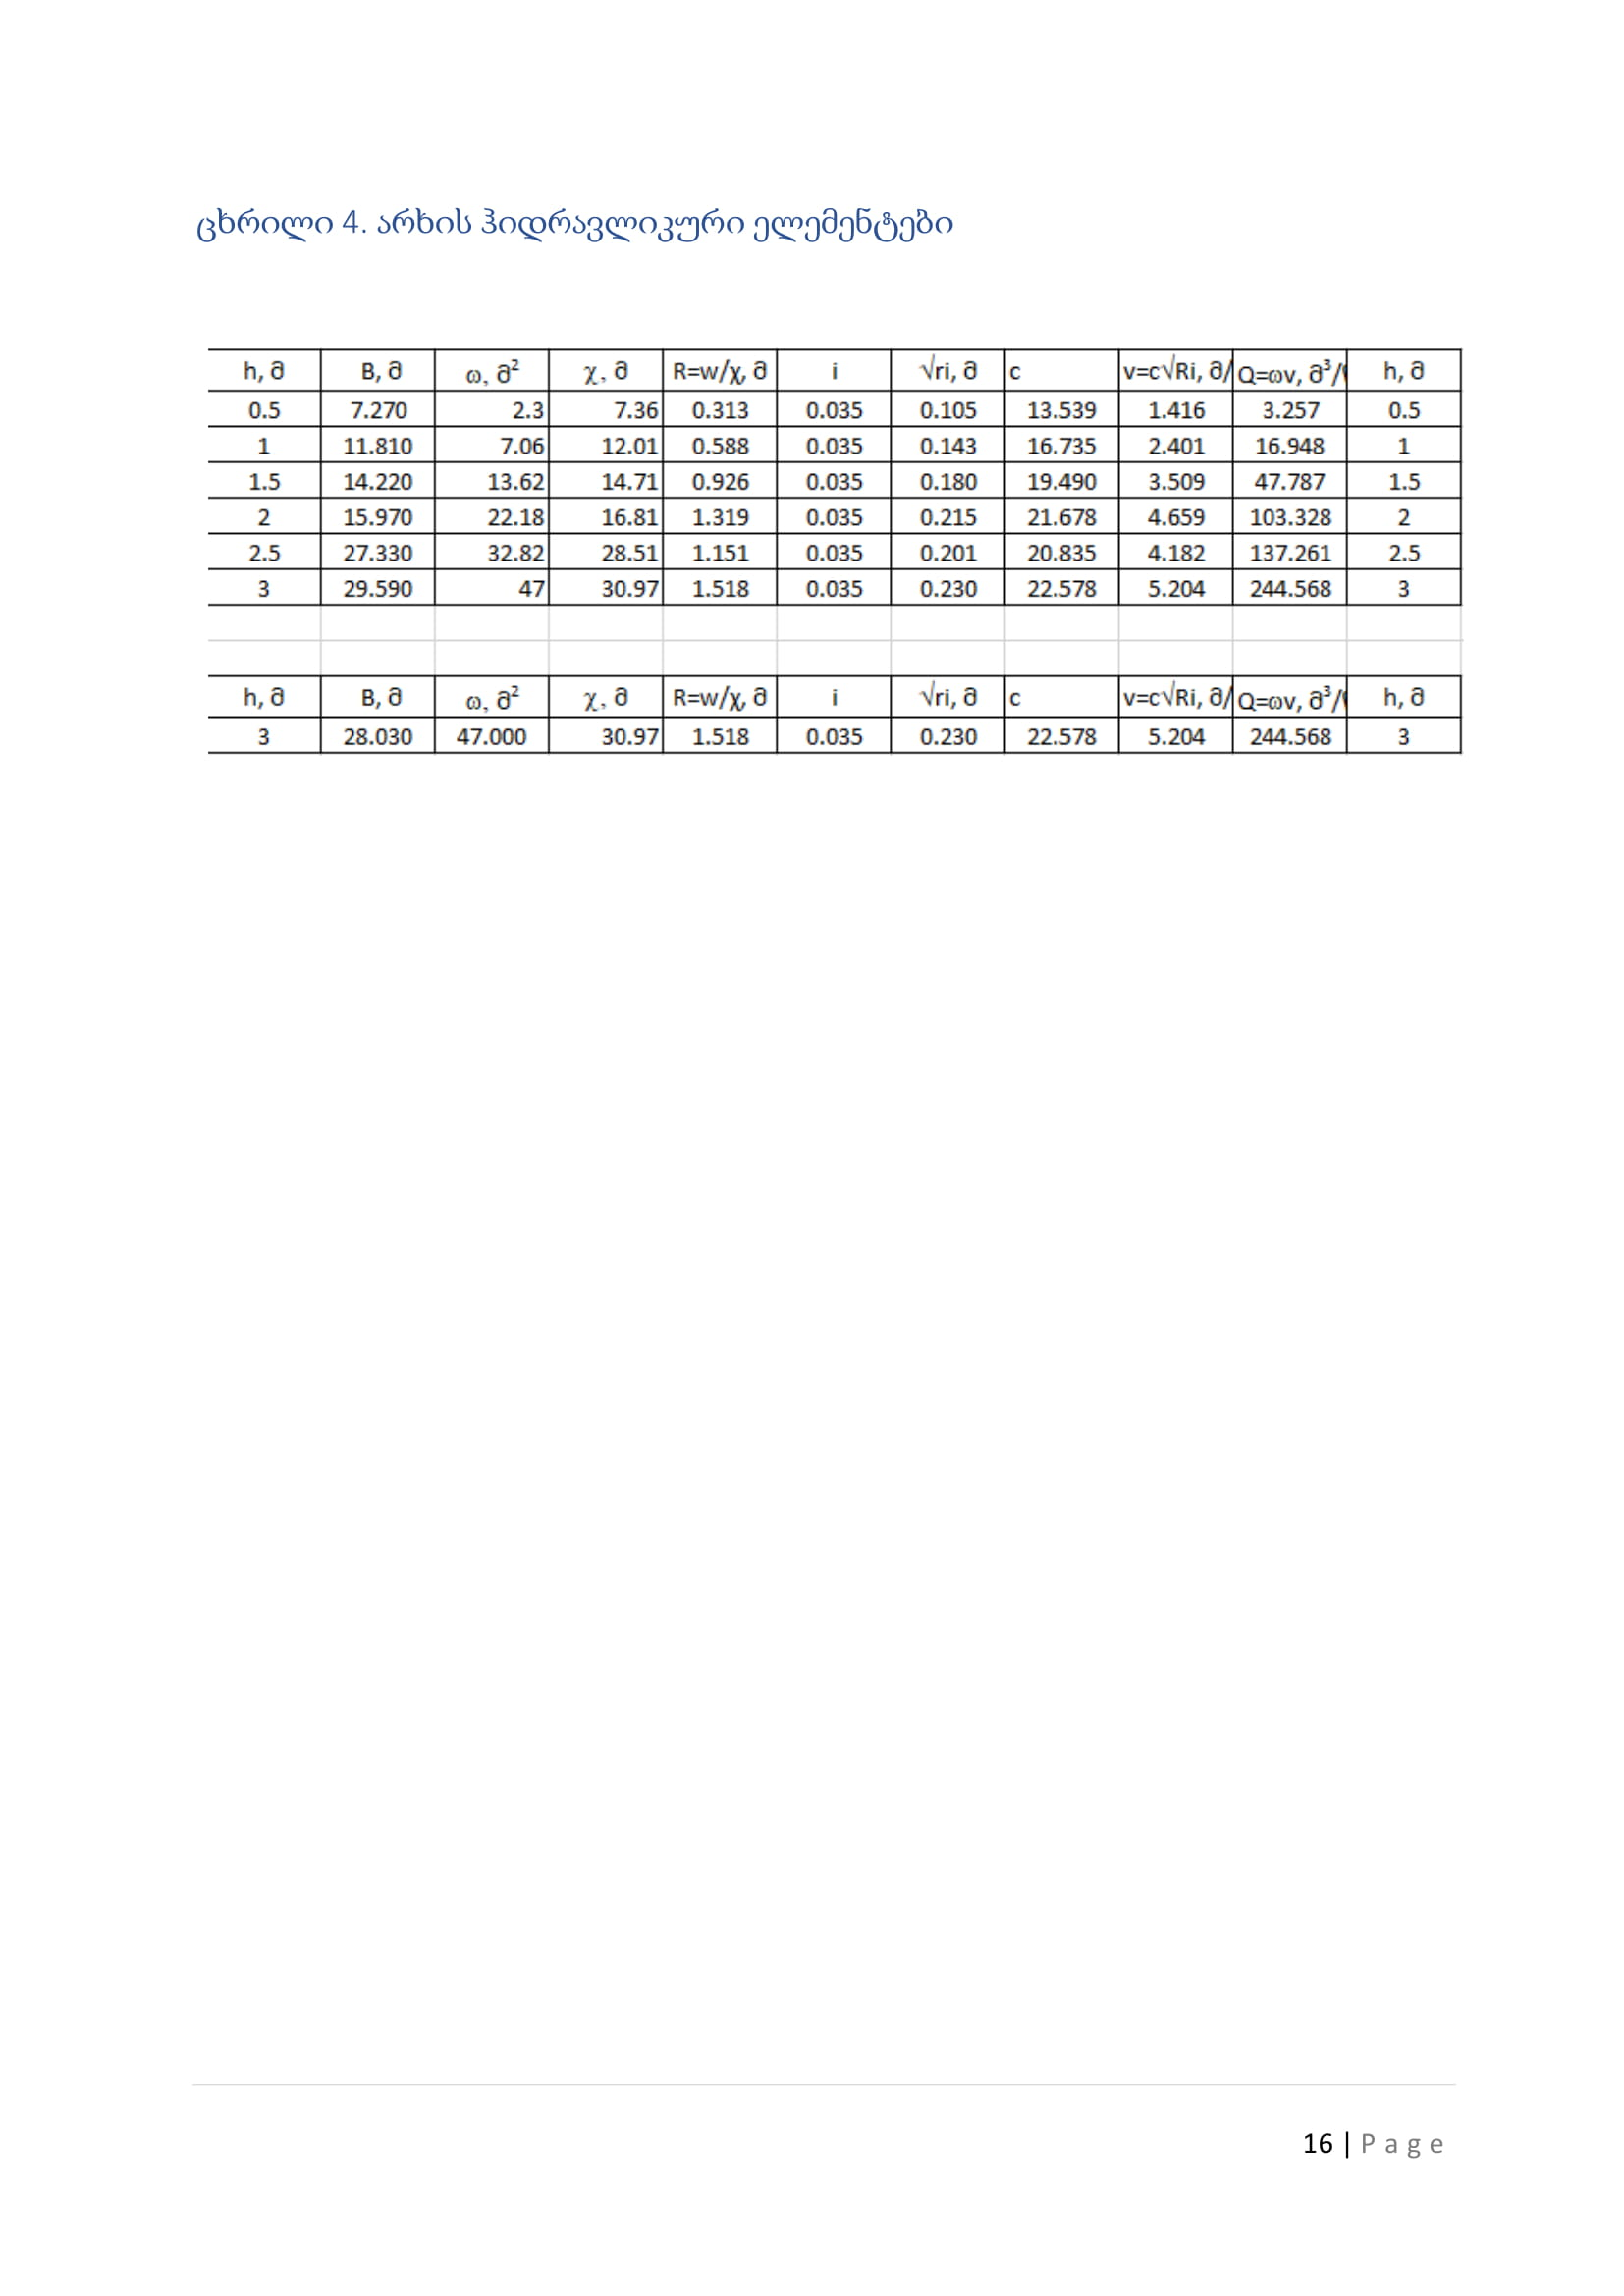 ცხრილი 4. არხის ჰიდრავლიკური ელემენტები
h, მ B, მ ω, მ² χ, მ R=w/χ, მ i √ri, მ c v=c√Ri, მ/ Q=ωv, მ³/ h, მ
0.5 7.270 2.3 7.36 0.313 0.035 0.105 13.539 1.416 3.257 0.5
1 11.810 7.06 12.01 0.588 0.035 0.143 16.735 2.401 16.948 1
1.5 14.220 13.62 14.71 0.926 0.035 0.180 19.490 3.509 47.787 1.5
2 15.970 22.18 16.81 1.319 0.035 0.215 21.678 4.659 103.328 2
2.5 27.330 32.82 28.51 1.151 0.035 0.201 20.835 4.182 137.261 2.5
3 29.590 47 30.97 1.518 0.035 0.230 22.578 5.204 244.568 3
h, მ B, მ ω, მ² χ, მ R=w/χ, მ i √ri, მ c v=c√Ri, მ/ Q=ωv, მ³/ h, მ
3 28.030 47.000 30.97 1.518 0.035 0.230 22.578 5.204 244.568 3
16 | Page